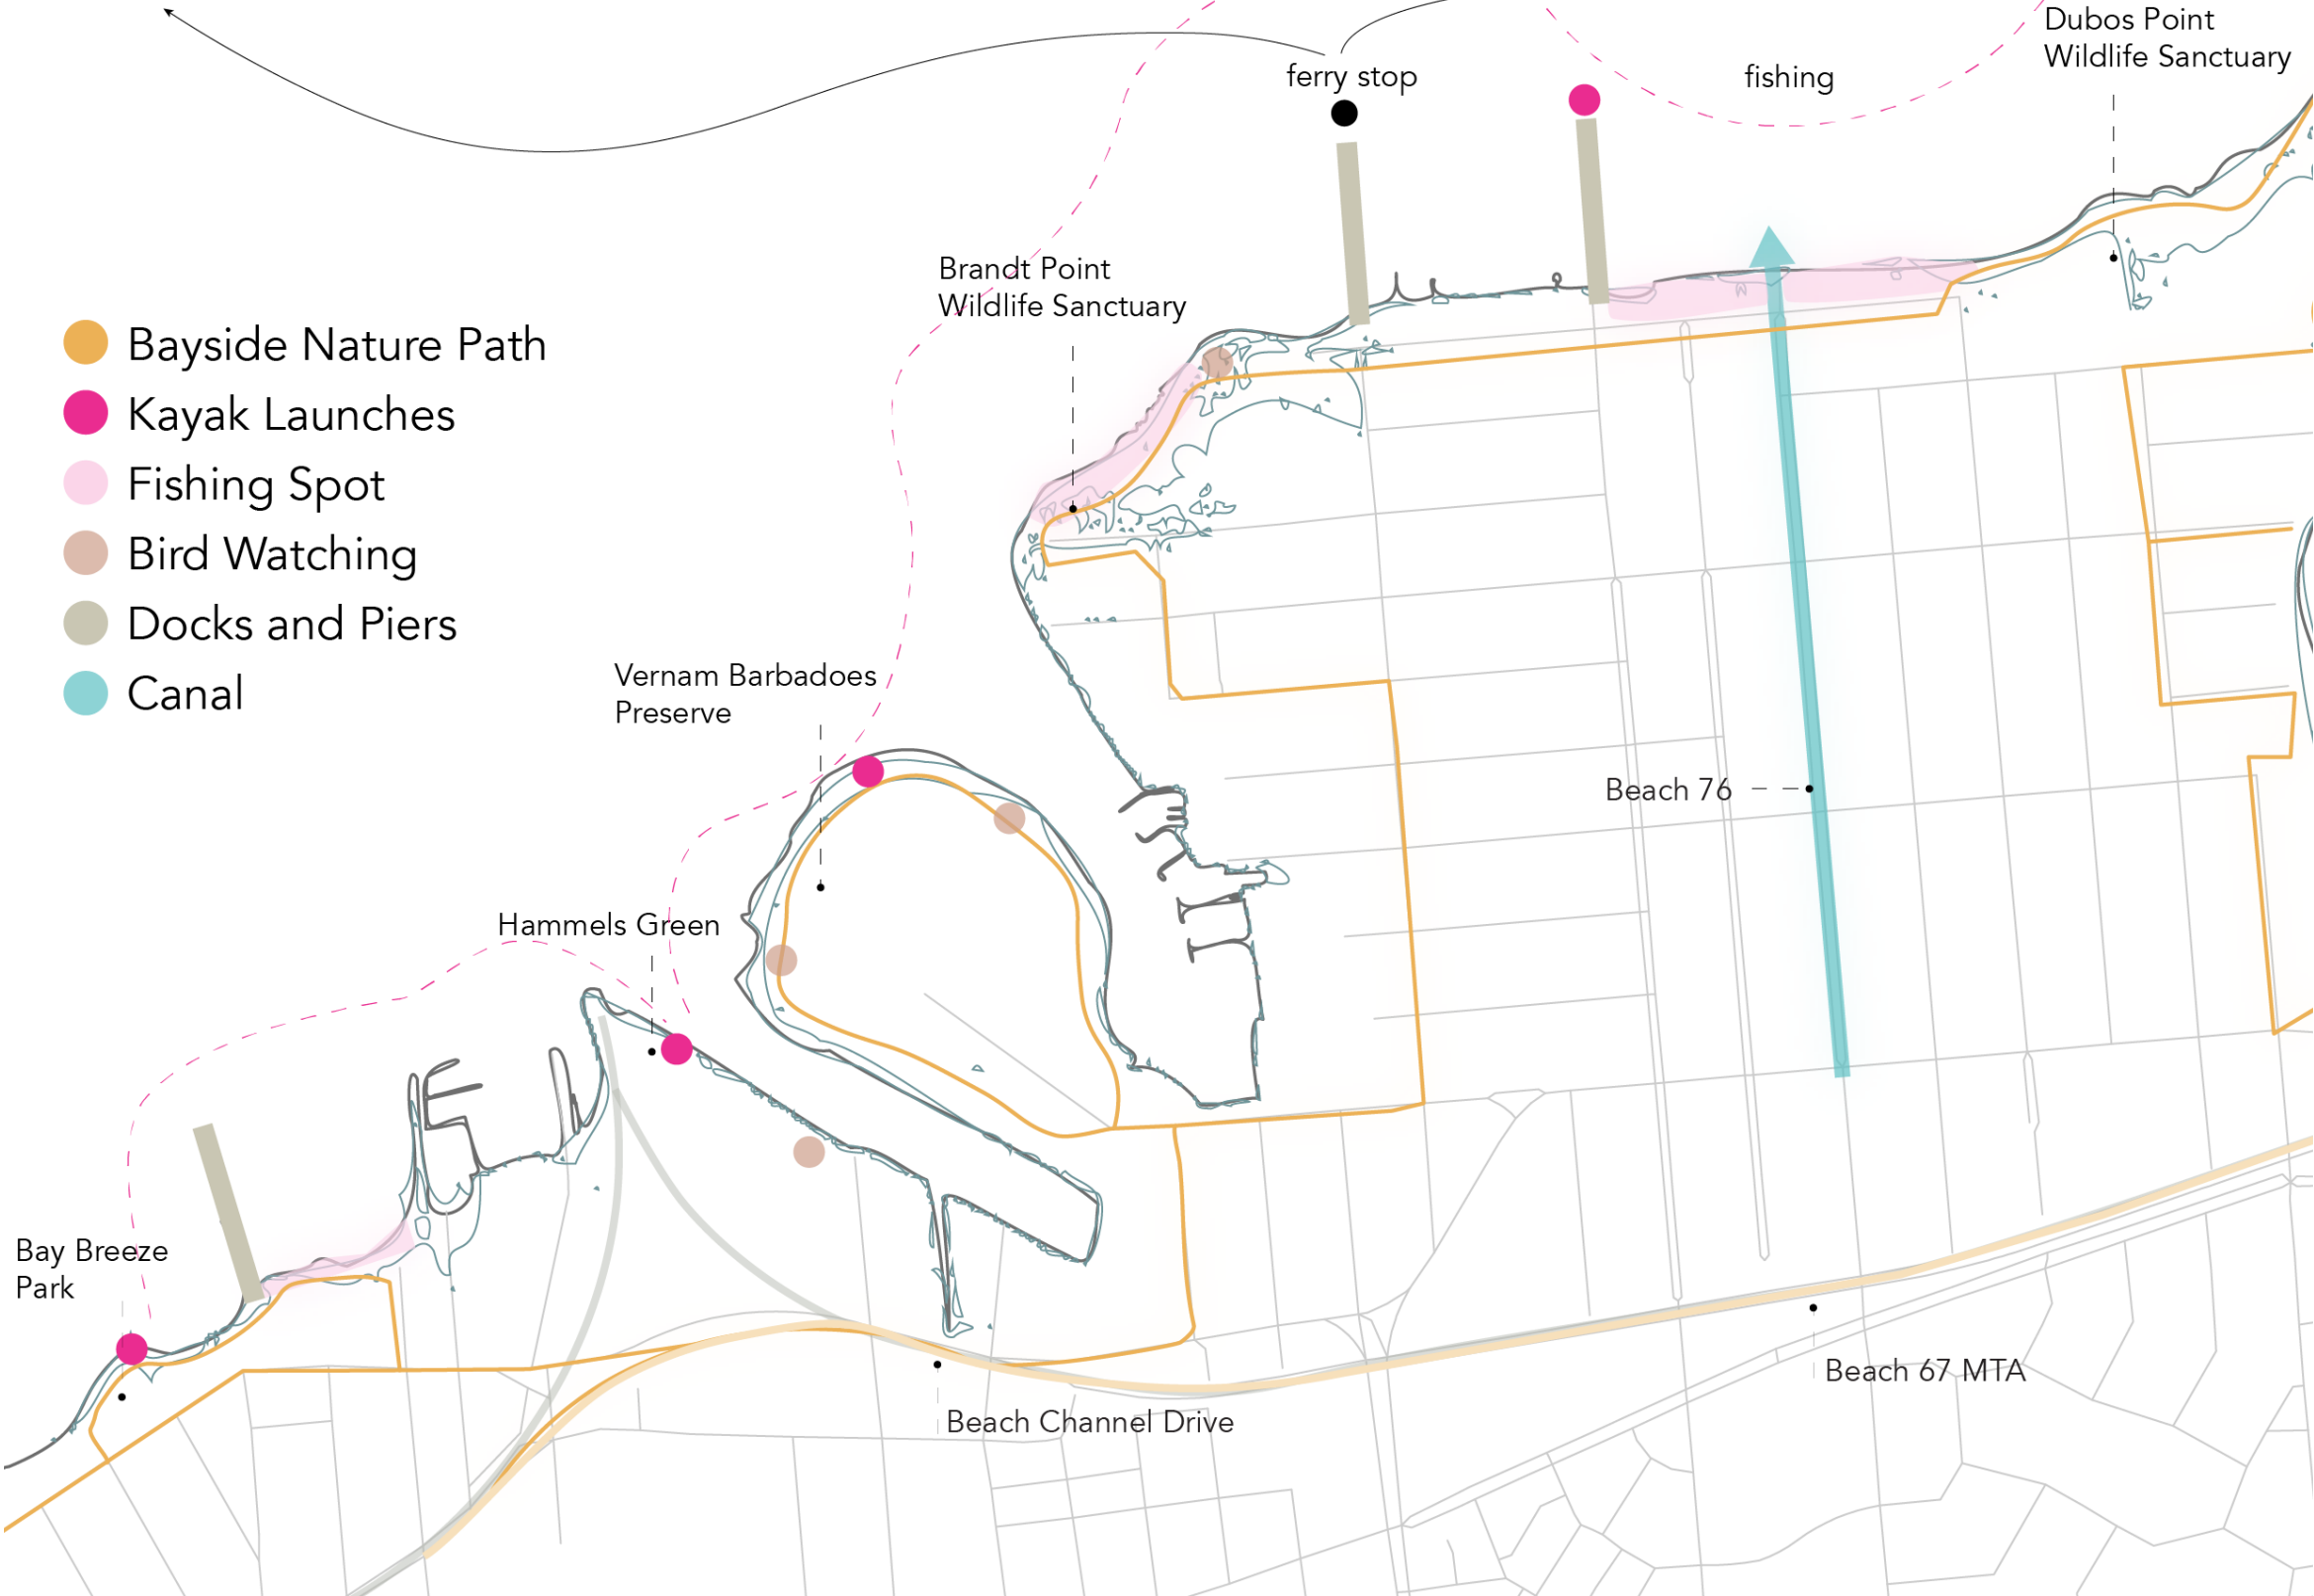 Dubos Point
Wildlife Sanctuary
ferry stop
fishing
Brandt Point
Wildlife Sanctuary
Bayside Nature Path
Kayak Launches
Fishing Spot
Bird Watching
Docks and Piers
Canal
Vernam Barbadoes
Preserve
Beach 76
Hammels Green
Bay Breeze
Park
Beach 67 MTA
Beach Channel Drive